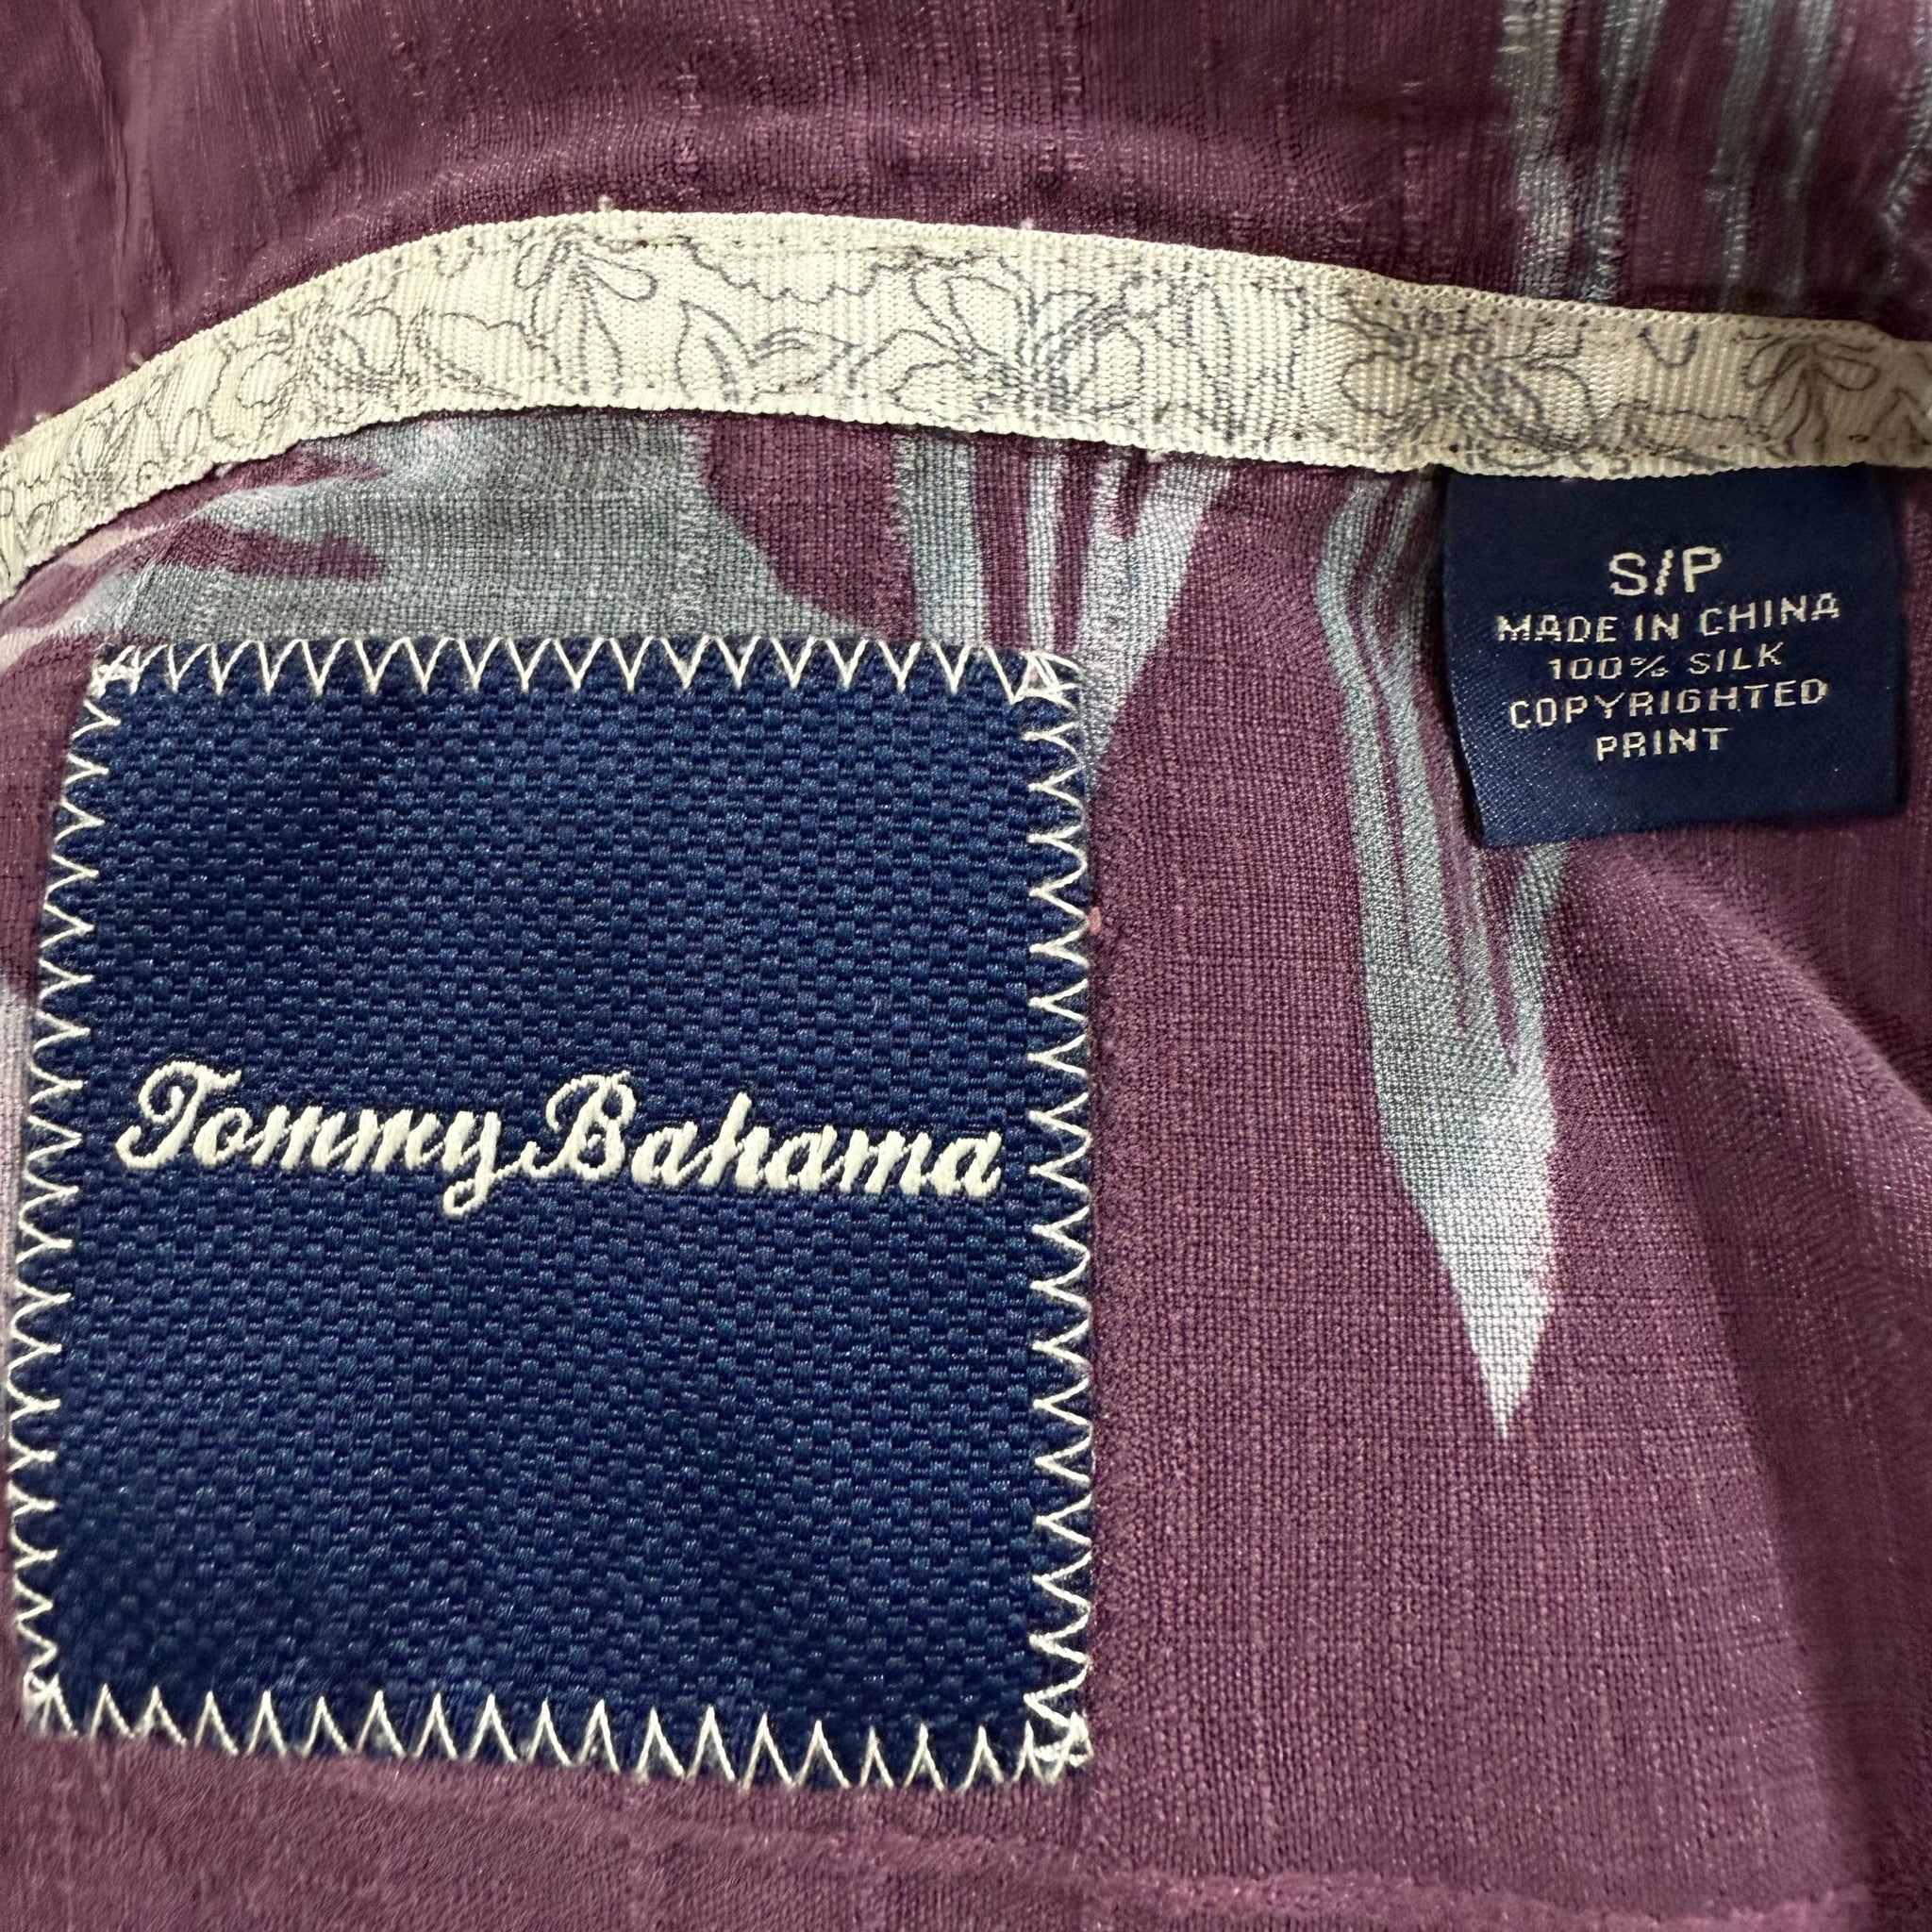 S/P
MADE IN CHINA
100% SILK
COPYRIGHTED
PRINT
Tommy Bahama